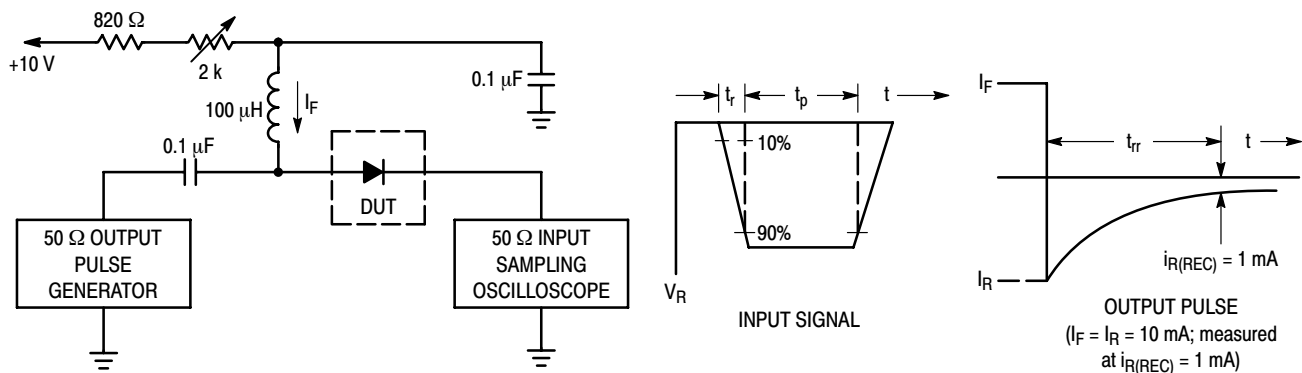 820 Ω
+10 V
2 k
100 μH
I_F
0.1 μF
0.1 μF
DUT
50 Ω OUTPUT
PULSE
GENERATOR
50 Ω INPUT
SAMPLING
OSCILLOSCOPE
t_r
t_p
t
10%
90%
V_R
INPUT SIGNAL
I_F
t_rr
t
i_R(REC) = 1 mA
I_R
OUTPUT PULSE
(I_F = I_R = 10 mA; measured
at i_R(REC) = 1 mA)